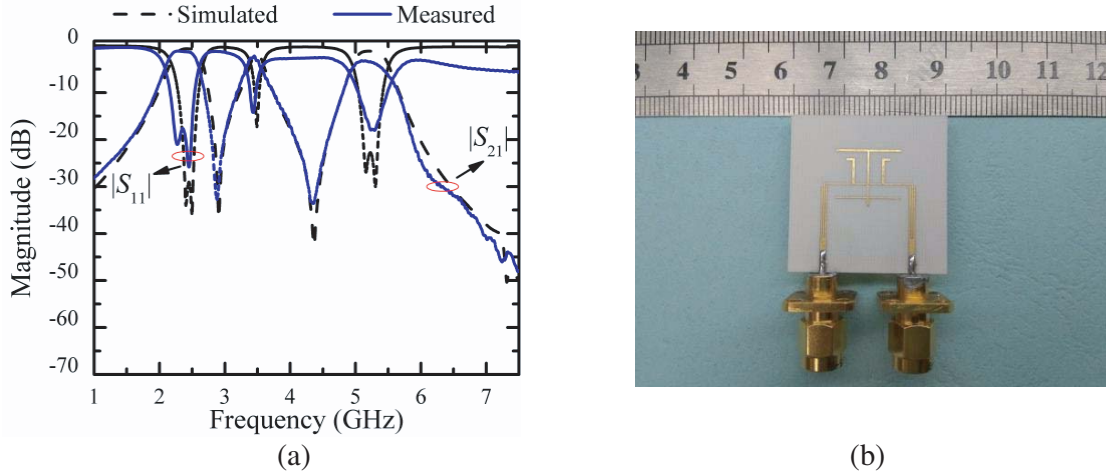 Simulated Measured
0
-10
-20
-30
-40
-50
-60
-70
Magnitude (dB)
|S11|
|S21|
1 2 3 4 5 6 7
Frequency (GHz)
(a)
3 4 5 6 7 8 9 10 11 12
(b)